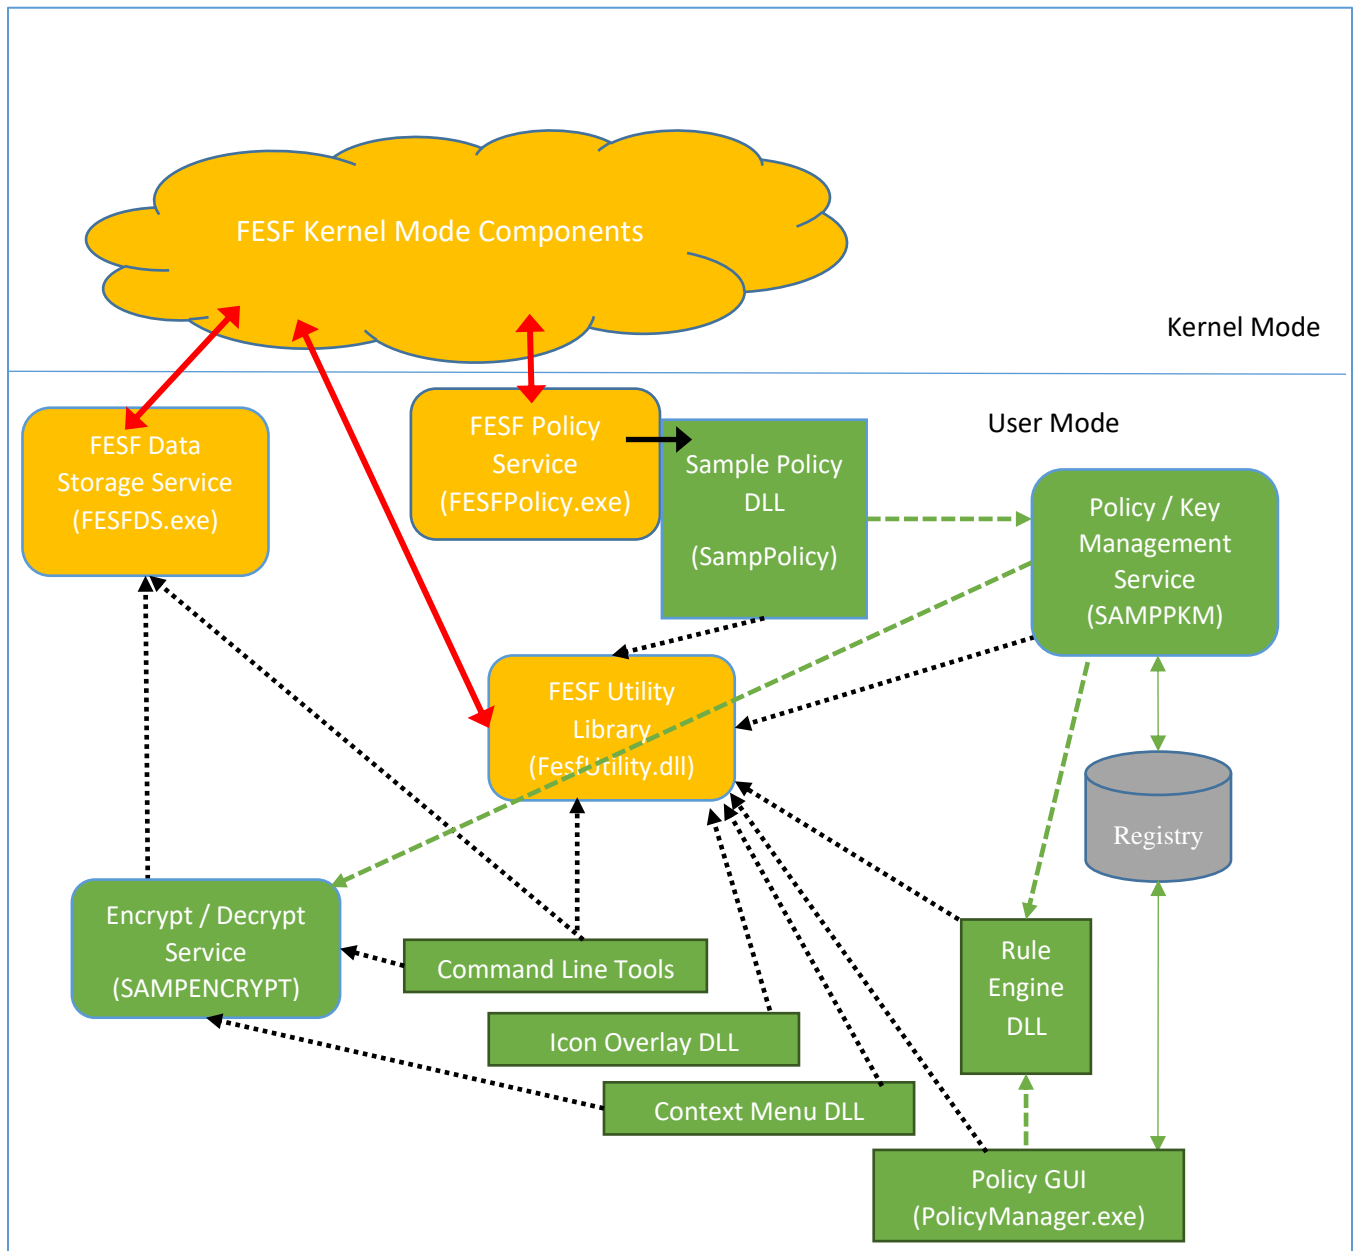 FESF Kernel Mode Components
Kernel Mode
User Mode
FESF Data
Storage Service
(FESFDS.exe)
FESF Policy
Service
(FESFPolicy.exe)
Sample Policy
DLL
(SampPolicy)
Policy / Key
Management
Service
(SAMPPKM)
FESF Utility
Library
(FesfUtility.dll)
Registry
Encrypt / Decrypt
Service
(SAMPENCRYPT)
Command Line Tools
Rule
Engine
DLL
Icon Overlay DLL
Context Menu DLL
Policy GUI
(PolicyManager.exe)